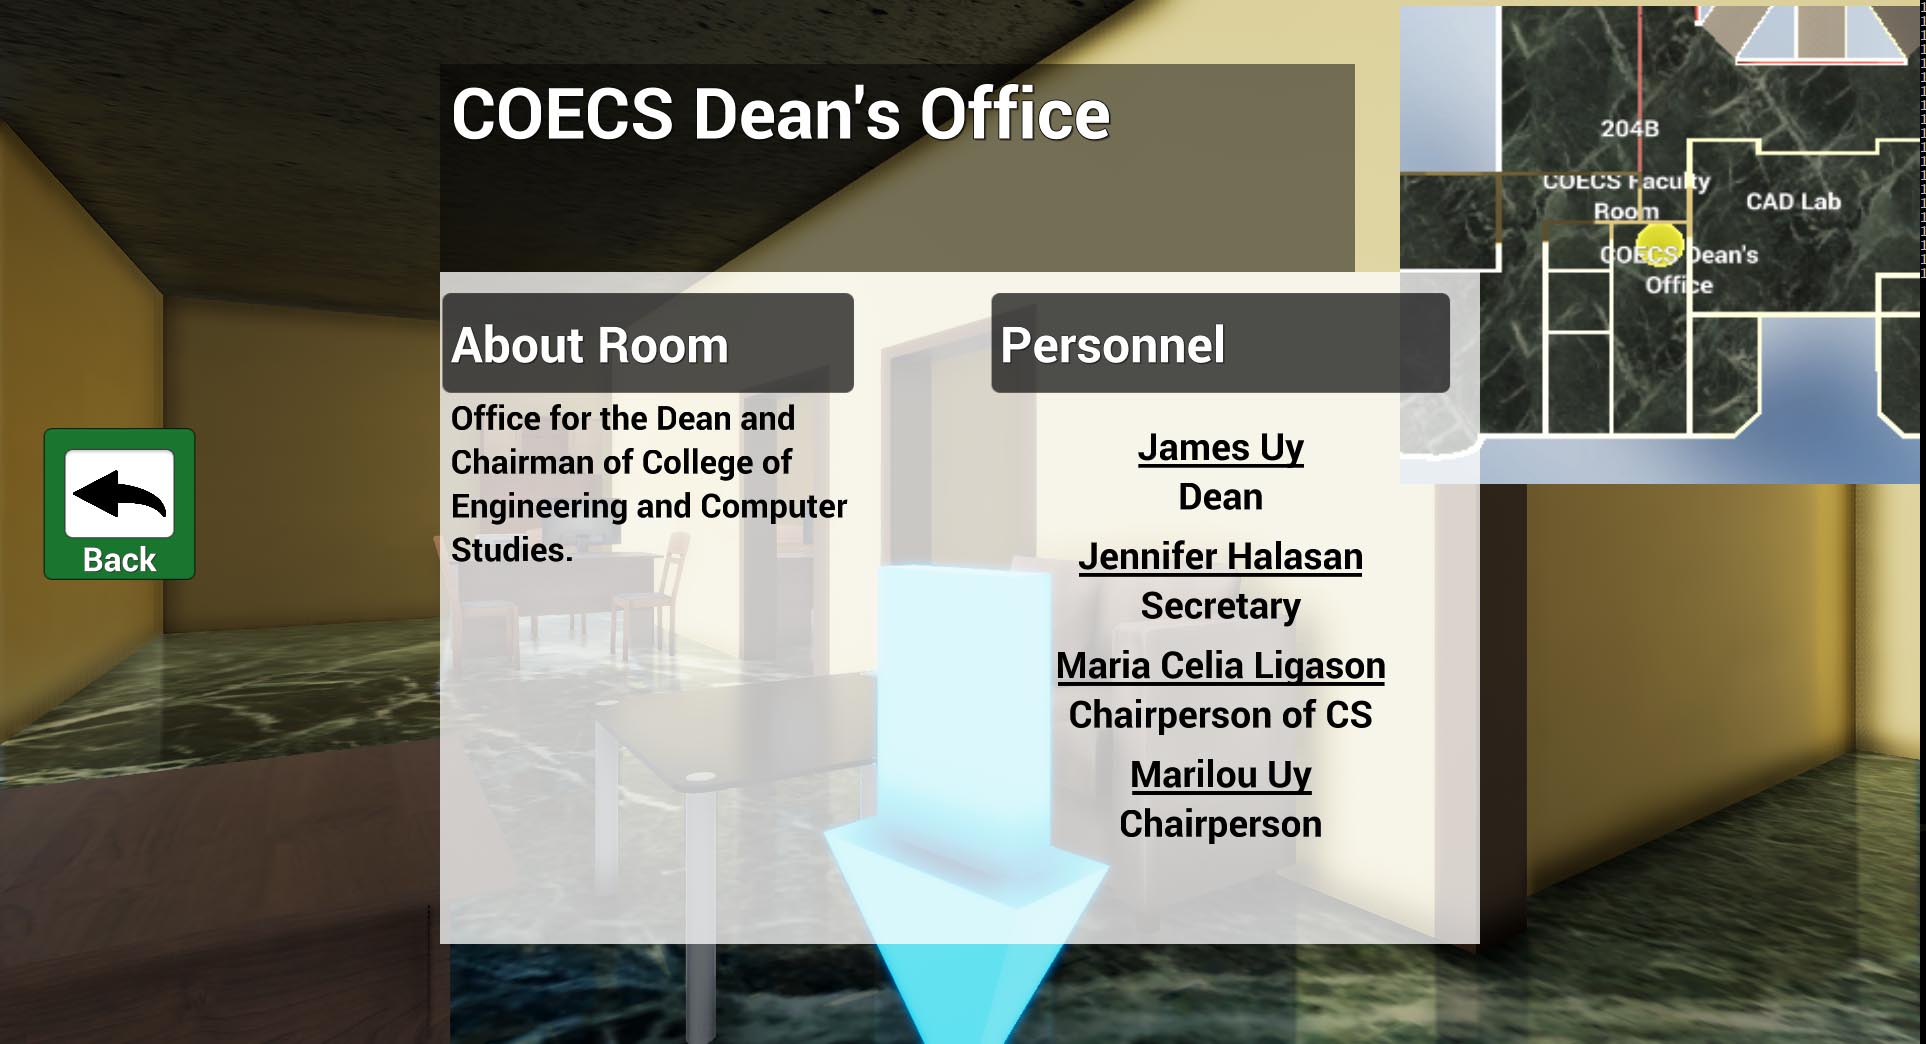 COECS Dean's Office
About Room
Office for the Dean and
Chairman of College of
Engineering and Computer
Studies.
Personnel
James Uy
Dean
Jennifer Halasan
Secretary
Maria Celia Ligason
Chairperson of CS
Marilou Uy
Chairperson
Back
204B
COECS Faculty
Room
CAD Lab
COECS Dean's
Office